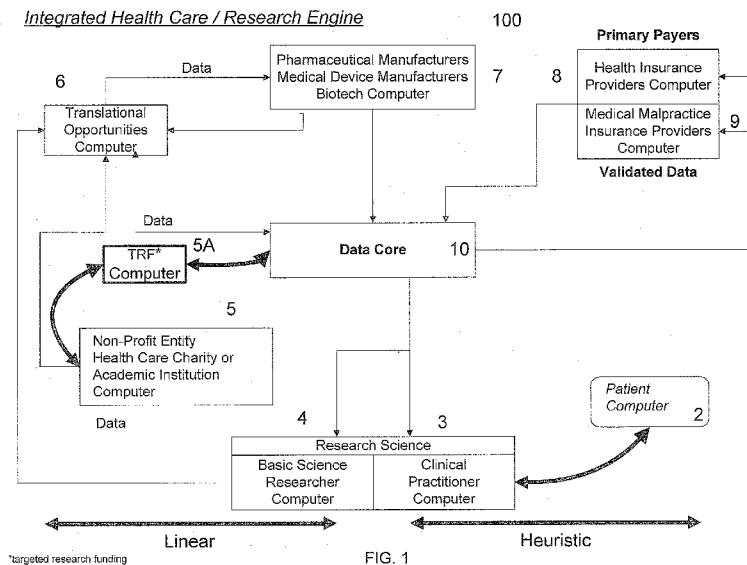 Integrated Health Care / Research Engine
100
Primary Payers
6
Data
Pharmaceutical Manufacturers
Medical Device Manufacturers
Biotech Computer
7
8
Health Insurance
Providers Computer
Translational
Opportunities
Computer
Medical Malpractice
Insurance Providers
Computer
9
Validated Data
Data
5A
TRF*
Computer
Data Core
10
5
Non-Profit Entity
Health Care Charity or
Academic Institution
Computer
Data
4
3
Patient
Computer
2
Research Science
Basic Science
Researcher
Computer
Clinical
Practitioner
Computer
Linear
Heuristic
*targeted research funding
FIG. 1